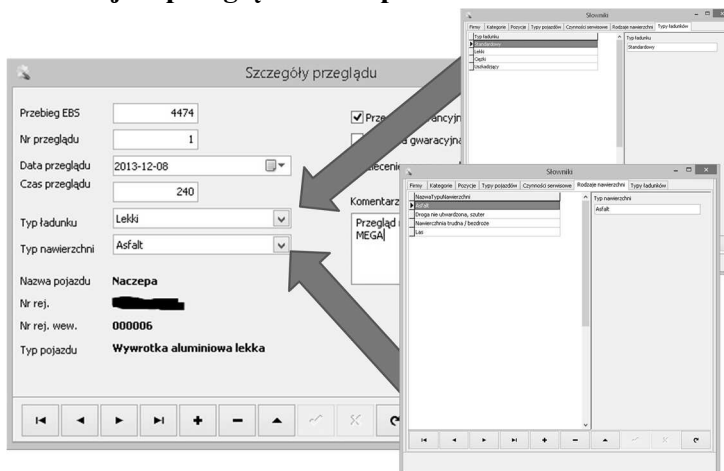 Szczegóły przeglądu
Przebieg EBS 4474
Nr przeglądu 1
Data przeglądu 2013-12-08
Czas przeglądu 240
Typ ładunku Lekki
Typ nawierzchni Asfalt
Nazwa pojazdu Naczepa
Nr rej.
Nr rej. wew. 000006
Typ pojazdu Wywrotka aluminiowa lekka
Komentarz
Przegląd
MEGA
Słowniki
Firmy Kategorie Pozycje Typy pojazdów Czynności serwisowe Rodzaje nawierzchni Typy ładunków
Typ ładunku
Standardowy
Lekki
Ciężki
Typ ładunku
Standardowy
Słowniki
Firmy Kategorie Pozycje Typy pojazdów Czynności serwisowe Rodzaje nawierzchni Typy ładunków
NazwaTypuNawierzchni
Asfalt
Droga nie utwardzona, szuter
Nawierzchnia trudna / bezdroże
Las
Typ nawierzchni
Asfalt